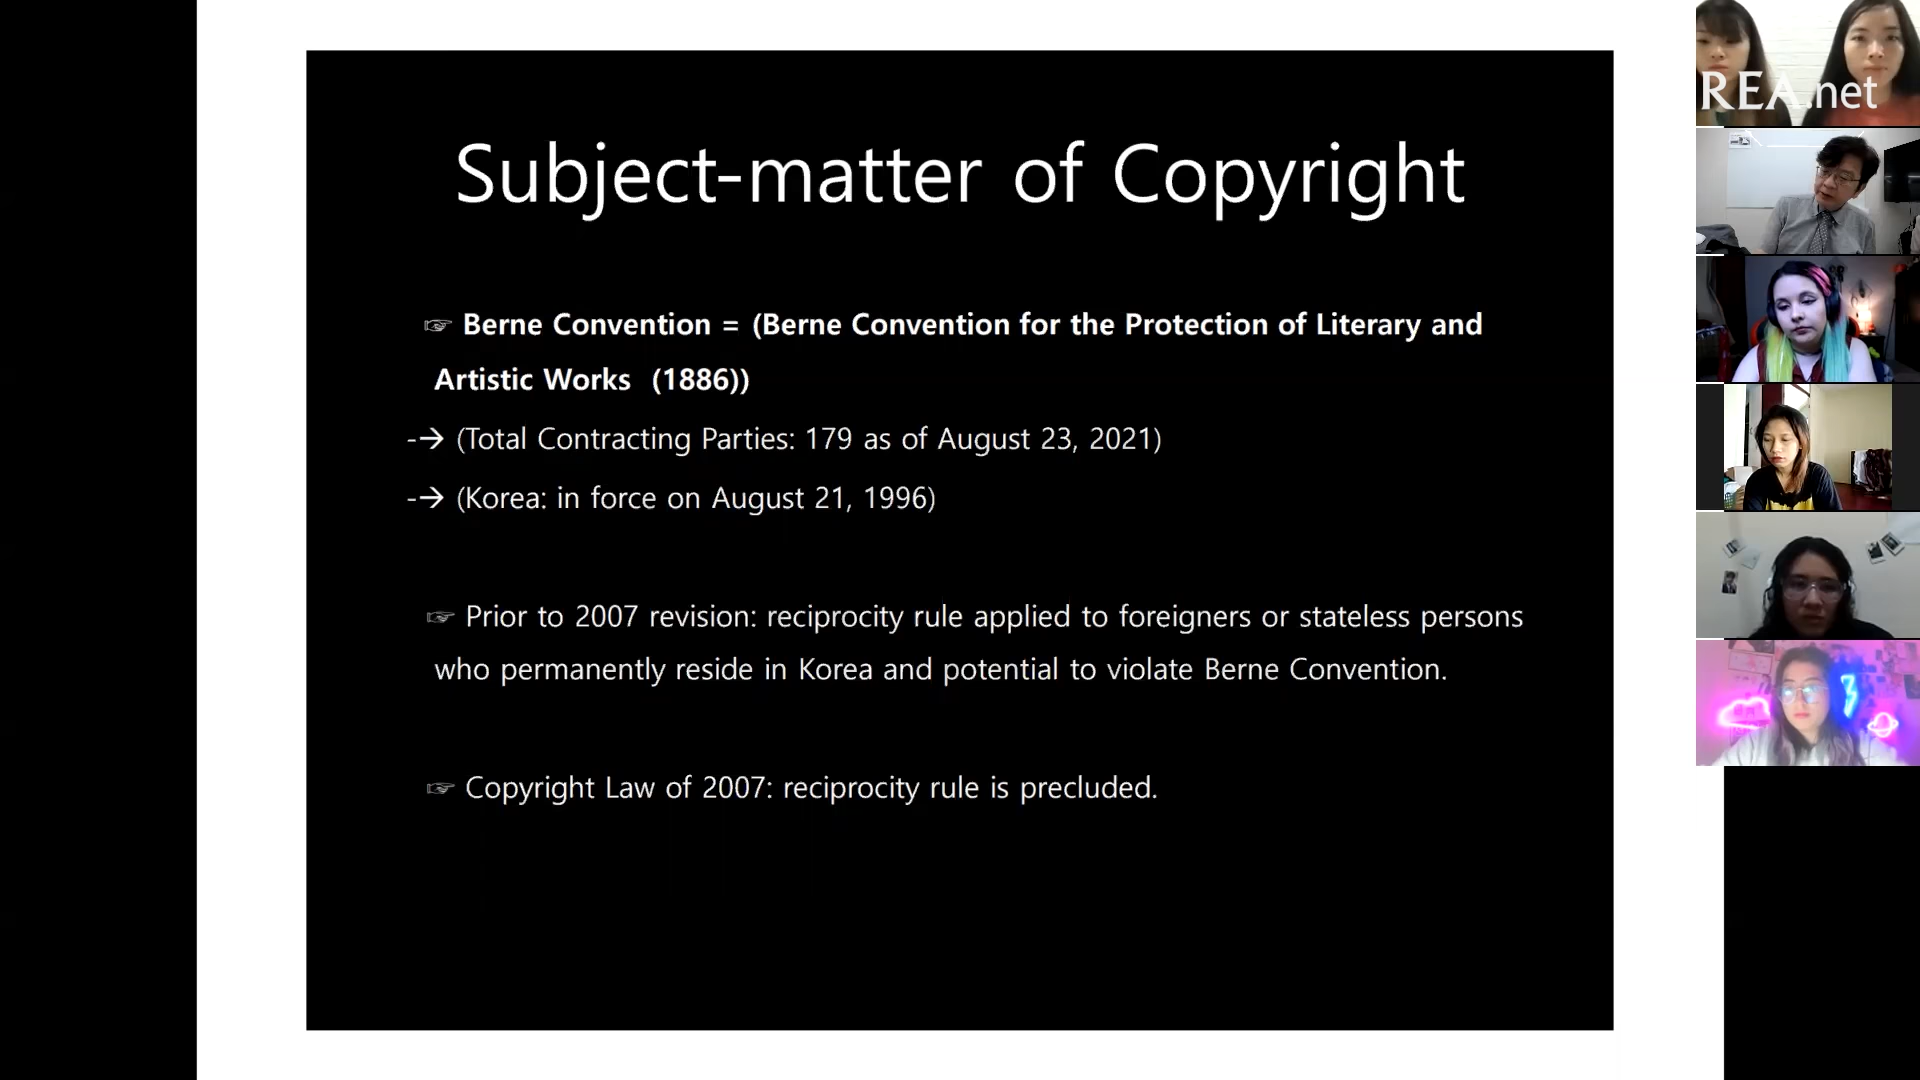 REA.net
Subject-matter of Copyright
☞ Berne Convention = (Berne Convention for the Protection of Literary and
Artistic Works (1886))
-→ (Total Contracting Parties: 179 as of August 23, 2021)
-→ (Korea: in force on August 21, 1996)
☞ Prior to 2007 revision: reciprocity rule applied to foreigners or stateless persons
who permanently reside in Korea and potential to violate Berne Convention.
☞ Copyright Law of 2007: reciprocity rule is precluded.